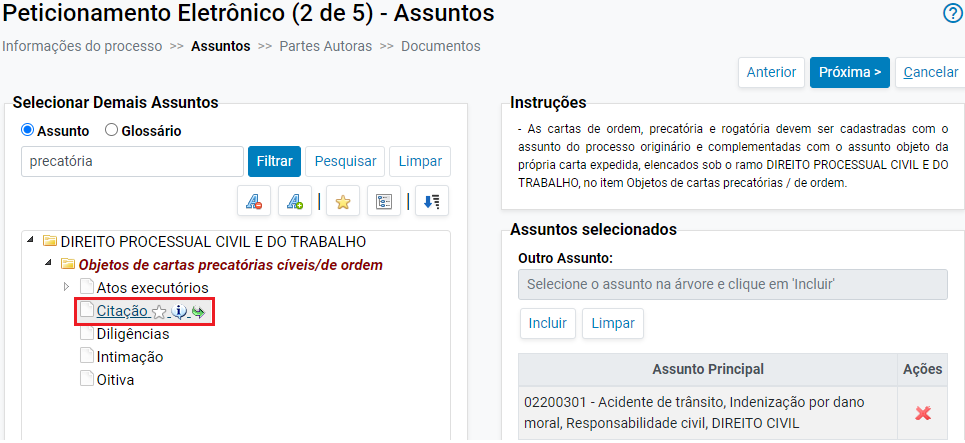 Peticionamento Eletrônico (2 de 5) - Assuntos
Informações do processo >> Assuntos >> Partes Autoras >> Documentos
Anterior
Próxima >
Cancelar
Selecionar Demais Assuntos
Assunto
Glossário
precatória
Filtrar
Pesquisar
Limpar
DIREITO PROCESSUAL CIVIL E DO TRABALHO
Objetos de cartas precatórias cíveis/de ordem
Atos executórios
Citação
Diligências
Intimação
Oitiva
Instruções
- As cartas de ordem, precatória e rogatória devem ser cadastradas com o
assunto do processo originário e complementadas com o assunto objeto da
própria carta expedida, elencados sob o ramo DIREITO PROCESSUAL CIVIL E DO
TRABALHO, no item Objetos de cartas precatórias / de ordem.
Assuntos selecionados
Outro Assunto:
Selecione o assunto na árvore e clique em 'Incluir'
Incluir
Limpar
Assunto Principal
Ações
02200301 - Acidente de trânsito, Indenização por dano
moral, Responsabilidade civil, DIREITO CIVIL